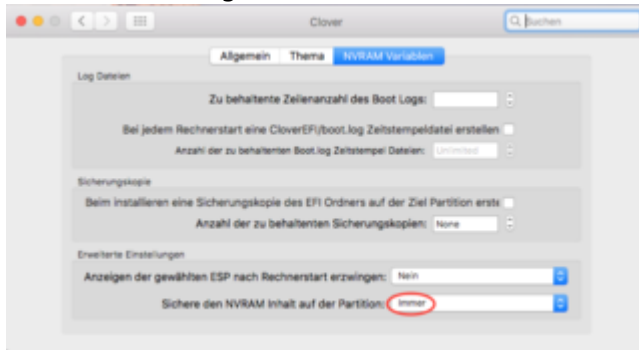 Clover
Suchen
Allgemein Thema NVRAM Variablen
Log Dateien
Zu behaltente Zeilenanzahl des Boot Logs:
Bei jedem Rechnerstart eine CloverEFI/boot.log Zeitstempeldatei erstellen
Anzahl der zu behaltenten Boot.log Zeitstempel Dateien: Unlimited
Sicherungskopie
Beim installieren eine Sicherungskopie des EFI Ordners auf der Ziel Partition erste
Anzahl der zu behaltenten Sicherungskopien: None
Erweiterte Einstellungen
Anzeigen der gewählten ESP nach Rechnerstart erzwingen: Nein
Sichere den NVRAM Inhalt auf der Partition: Immer